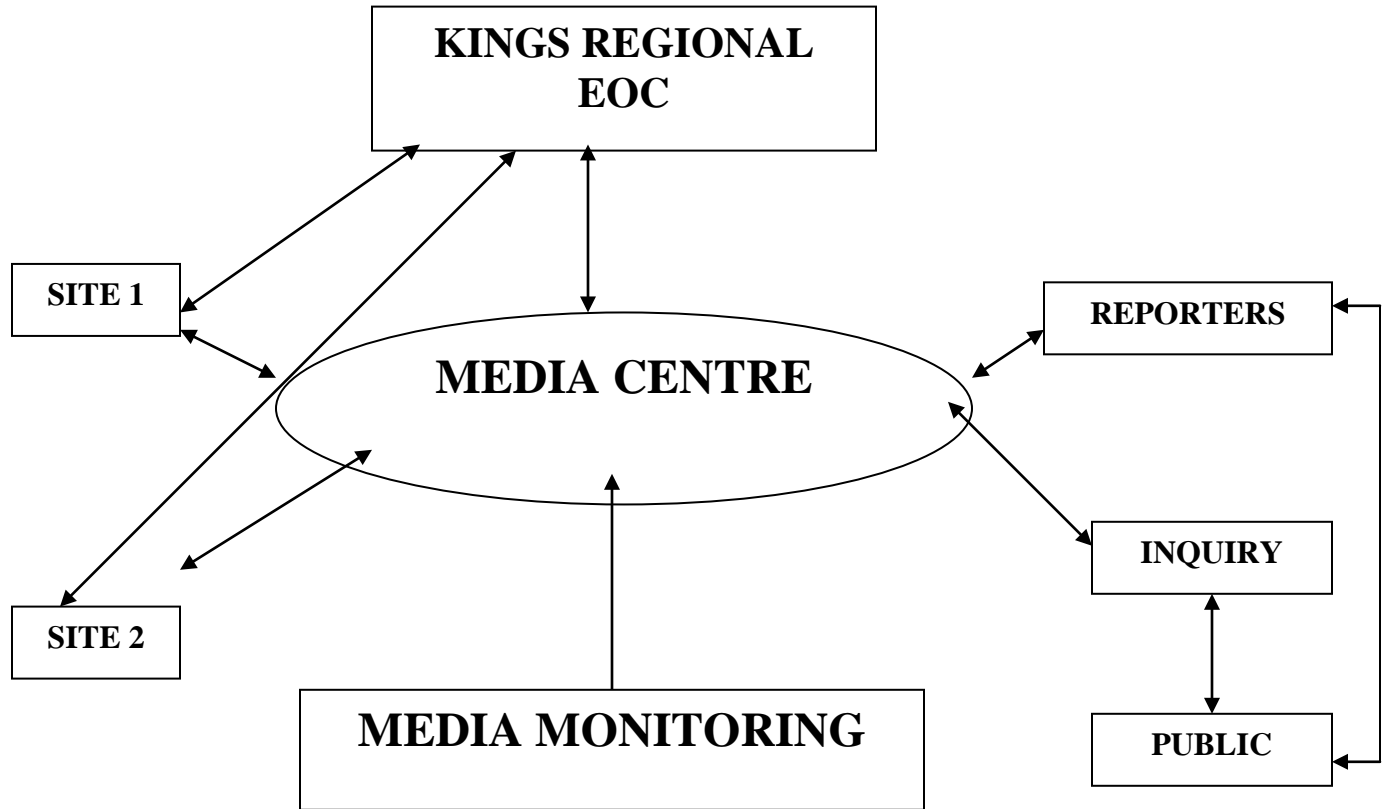 KINGS REGIONAL
EOC
SITE 1
REPORTERS
MEDIA CENTRE
INQUIRY
SITE 2
MEDIA MONITORING
PUBLIC